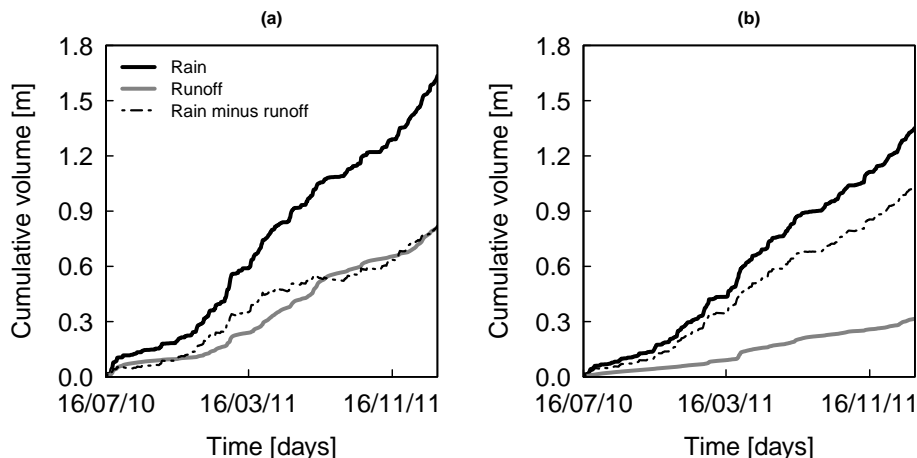 (a)
1.8
1.5
1.2
0.9
0.6
0.3
0.0
Cumulative volume [m]
Rain
Runoff
Rain minus runoff
16/07/10 16/03/11 16/11/11
Time [days]
(b)
1.8
1.5
1.2
0.9
0.6
0.3
0.0
Cumulative volume [m]
16/07/10 16/03/11 16/11/11
Time [days]